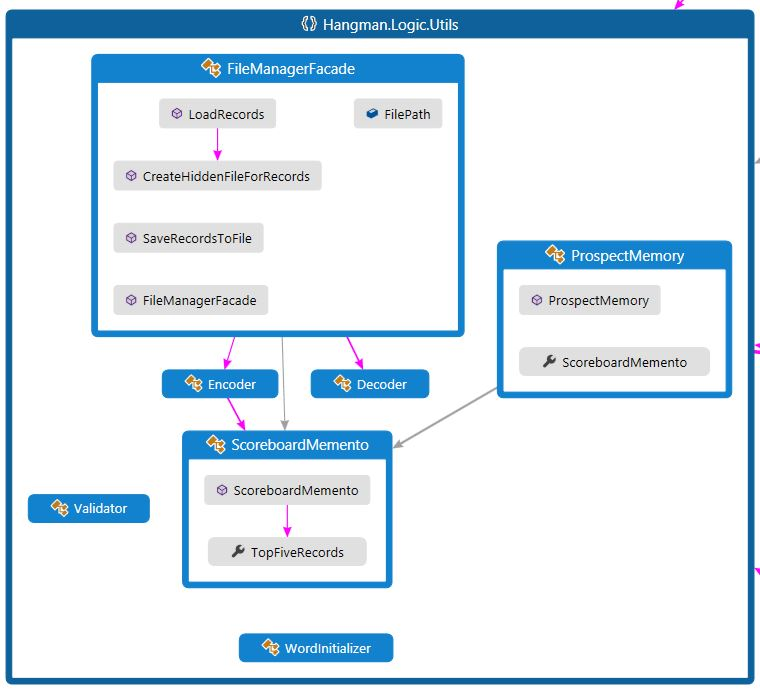 Hangman.Logic.Utils
FileManagerFacade
LoadRecords
FilePath
CreateHiddenFileForRecords
SaveRecordsToFile
FileManagerFacade
ProspectMemory
ProspectMemory
ScoreboardMemento
Encoder
Decoder
ScoreboardMemento
ScoreboardMemento
TopFiveRecords
Validator
WordInitializer